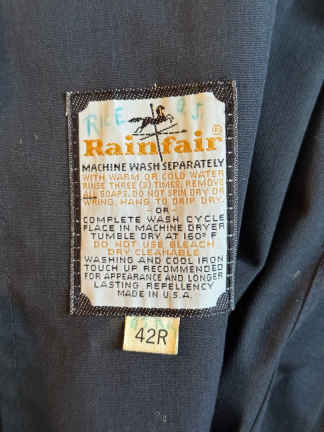 RICE
Rainfair®
MACHINE WASH SEPARATELY
WITH WARM OR COLD WATER
RINSE THREE (3) TIMES, REMOVE
ALL SOAPS. DO NOT SPIN DRY OR
WRING, HANG TO DRIP DRY.
OR
COMPLETE WASH CYCLE
PLACE IN MACHINE DRYER
TUMBLE DRY AT 160° F
DO NOT USE BLEACH
DRY CLEANABLE
WASHING AND COOL IRON
TOUCH UP RECOMMENDED
FOR APPEARANCE AND LONGER
LASTING REPELLENCY
MADE IN U.S.A.
42R